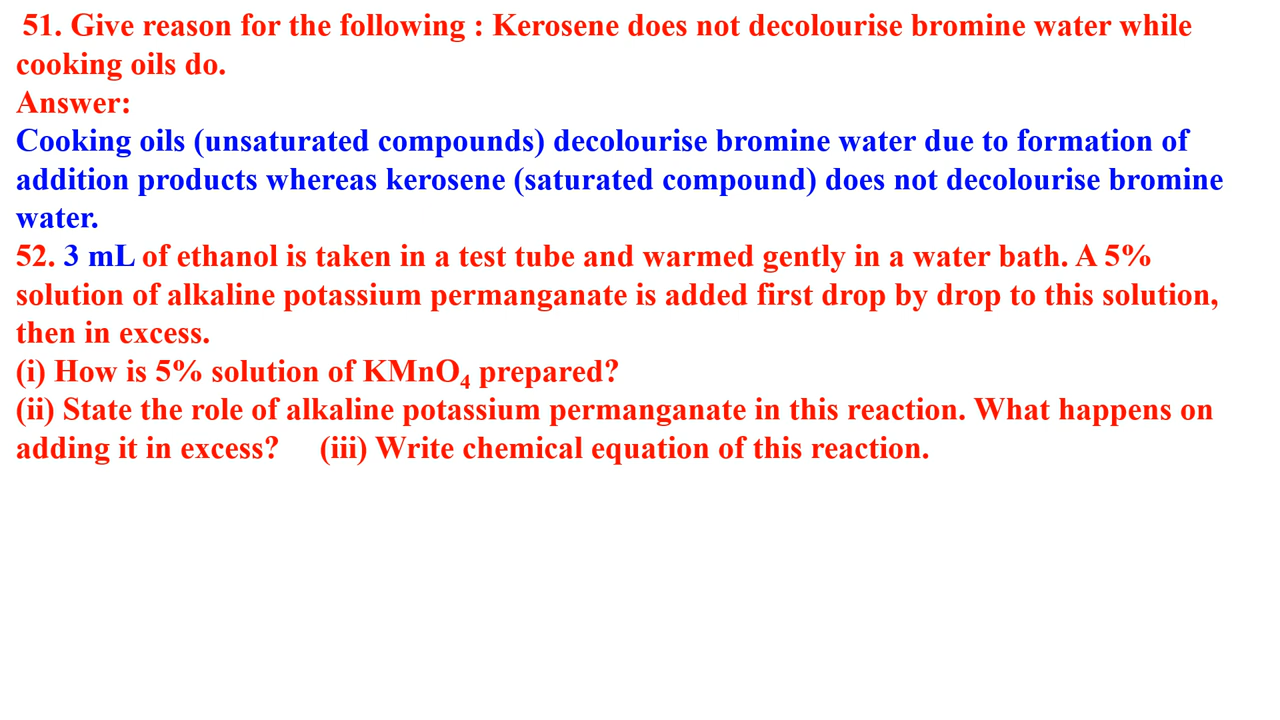 51. Give reason for the following : Kerosene does not decolourise bromine water while
cooking oils do.
Answer:
Cooking oils (unsaturated compounds) decolourise bromine water due to formation of
addition products whereas kerosene (saturated compound) does not decolourise bromine
water.
52. 3 mL of ethanol is taken in a test tube and warmed gently in a water bath. A 5%
solution of alkaline potassium permanganate is added first drop by drop to this solution,
then in excess.
(i) How is 5% solution of KMnO₄ prepared?
(ii) State the role of alkaline potassium permanganate in this reaction. What happens on
adding it in excess? (iii) Write chemical equation of this reaction.